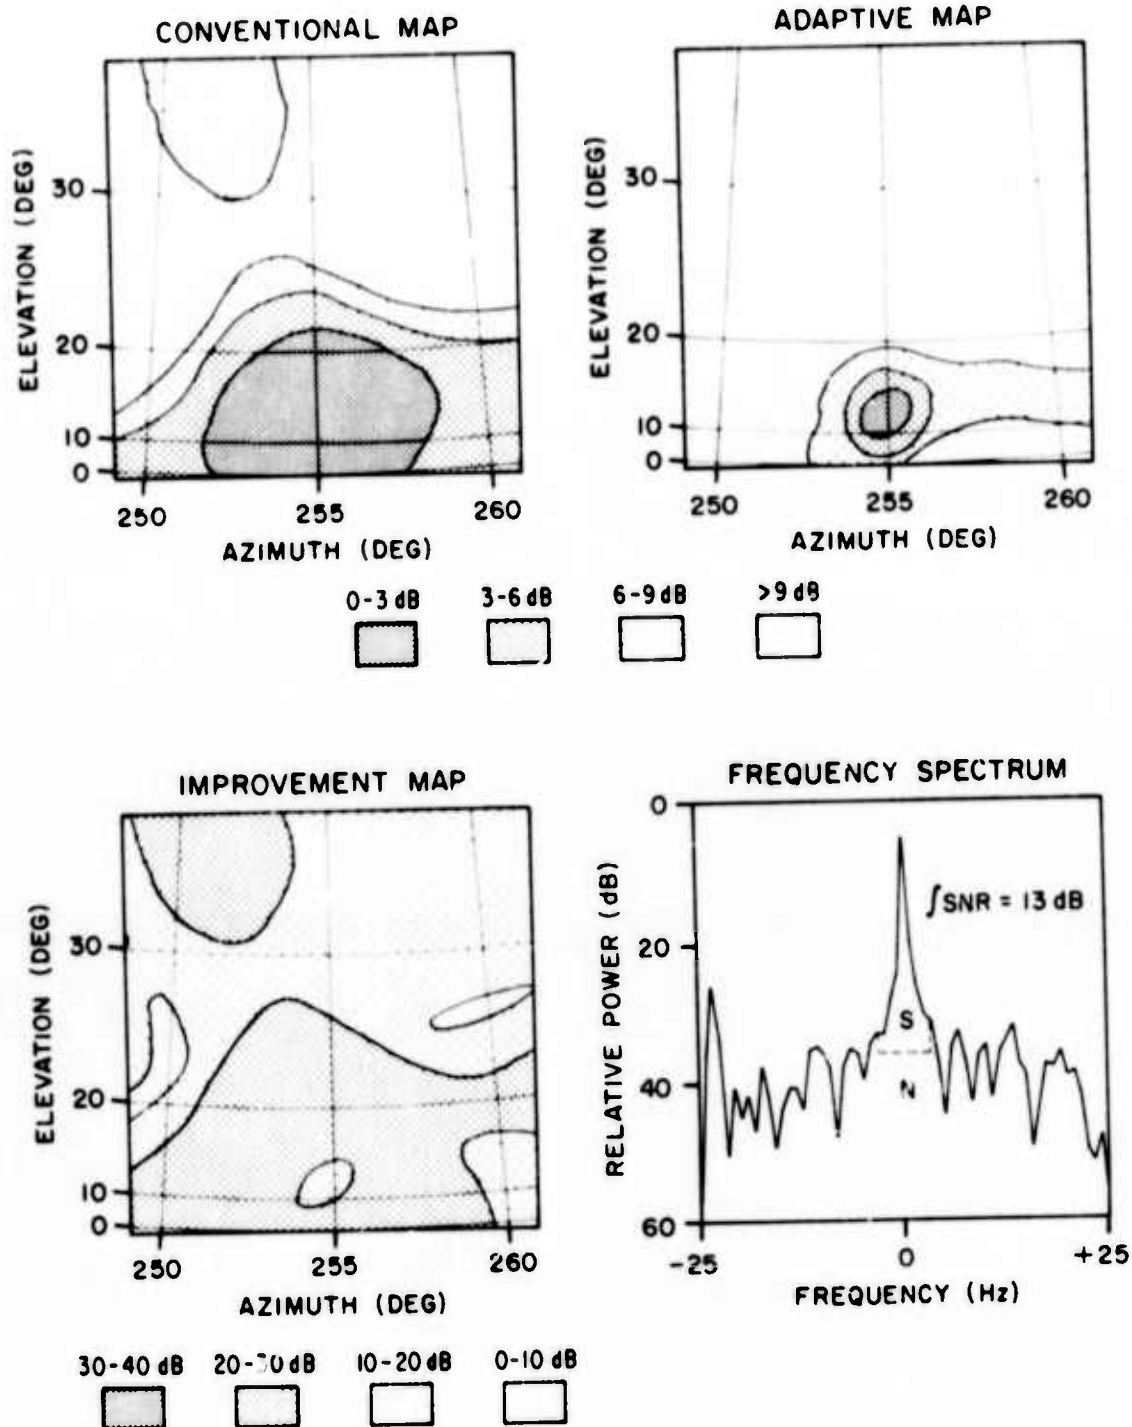 CONVENTIONAL MAP
ELEVATION (DEG)
30
20
10
0
250 255 260
AZIMUTH (DEG)
ADAPTIVE MAP
ELEVATION (DEG)
30
20
10
0
250 255 260
AZIMUTH (DEG)
0-3 dB 3-6 dB 6-9 dB >9 dB
IMPROVEMENT MAP
ELEVATION (DEG)
30
20
10
0
250 255 260
AZIMUTH (DEG)
30-40 dB 20- 0 dB 10-20 dB 0-10 dB
FREQUENCY SPECTRUM
RELATIVE POWER (dB)
0
20
40
60
∫SNR = 13 dB
S
N
-25 0 +25
FREQUENCY (Hz)